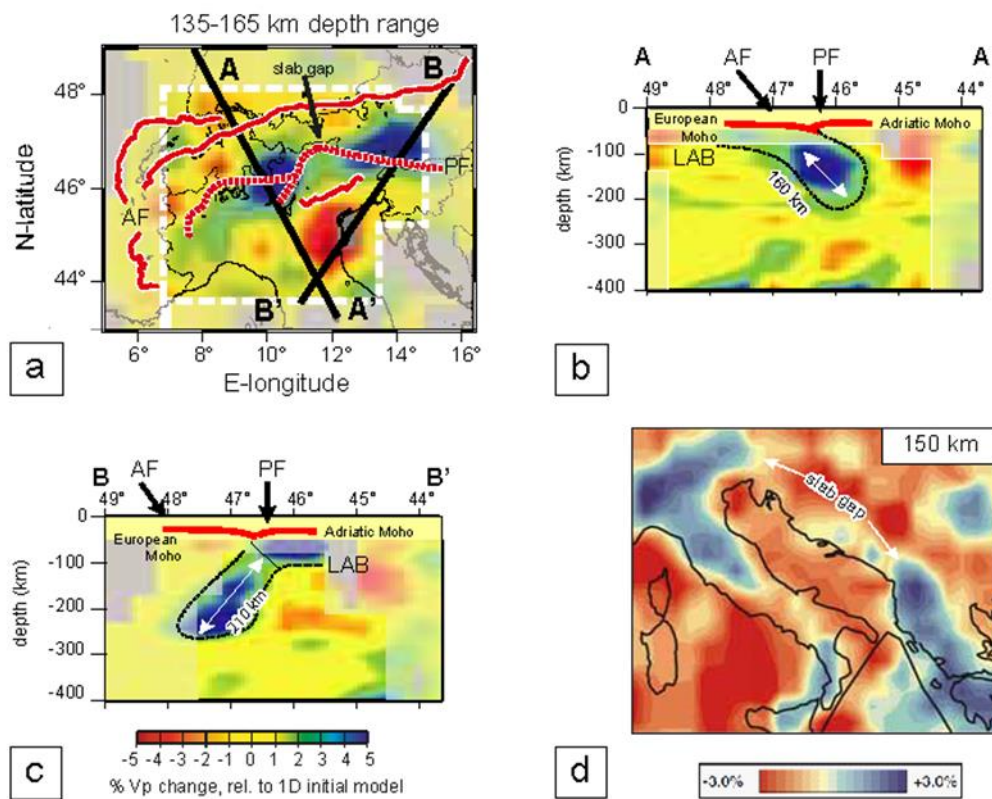 135-165 km depth range
A
B
slab gap
48°
46°
44°
N-latitude
AF
PF
B'
A'
6°
8°
10°
12°
14°
16°
E-longitude
a
A
AF
PF
A
49°
48°
47°
46°
45°
44°
0
-100
-200
-300
-400
depth (km)
European
Moho
Adriatic Moho
LAB
160 km
b
B
AF
PF
B'
49°
48°
47°
46°
45°
44°
0
-100
-200
-300
-400
depth (km)
European
Moho
Adriatic Moho
LAB
210 km
-5 -4 -3 -2 -1 0 1 2 3 4 5
% Vp change, rel. to 1D initial model
c
150 km
slab gap
d
-3.0%
+3.0%